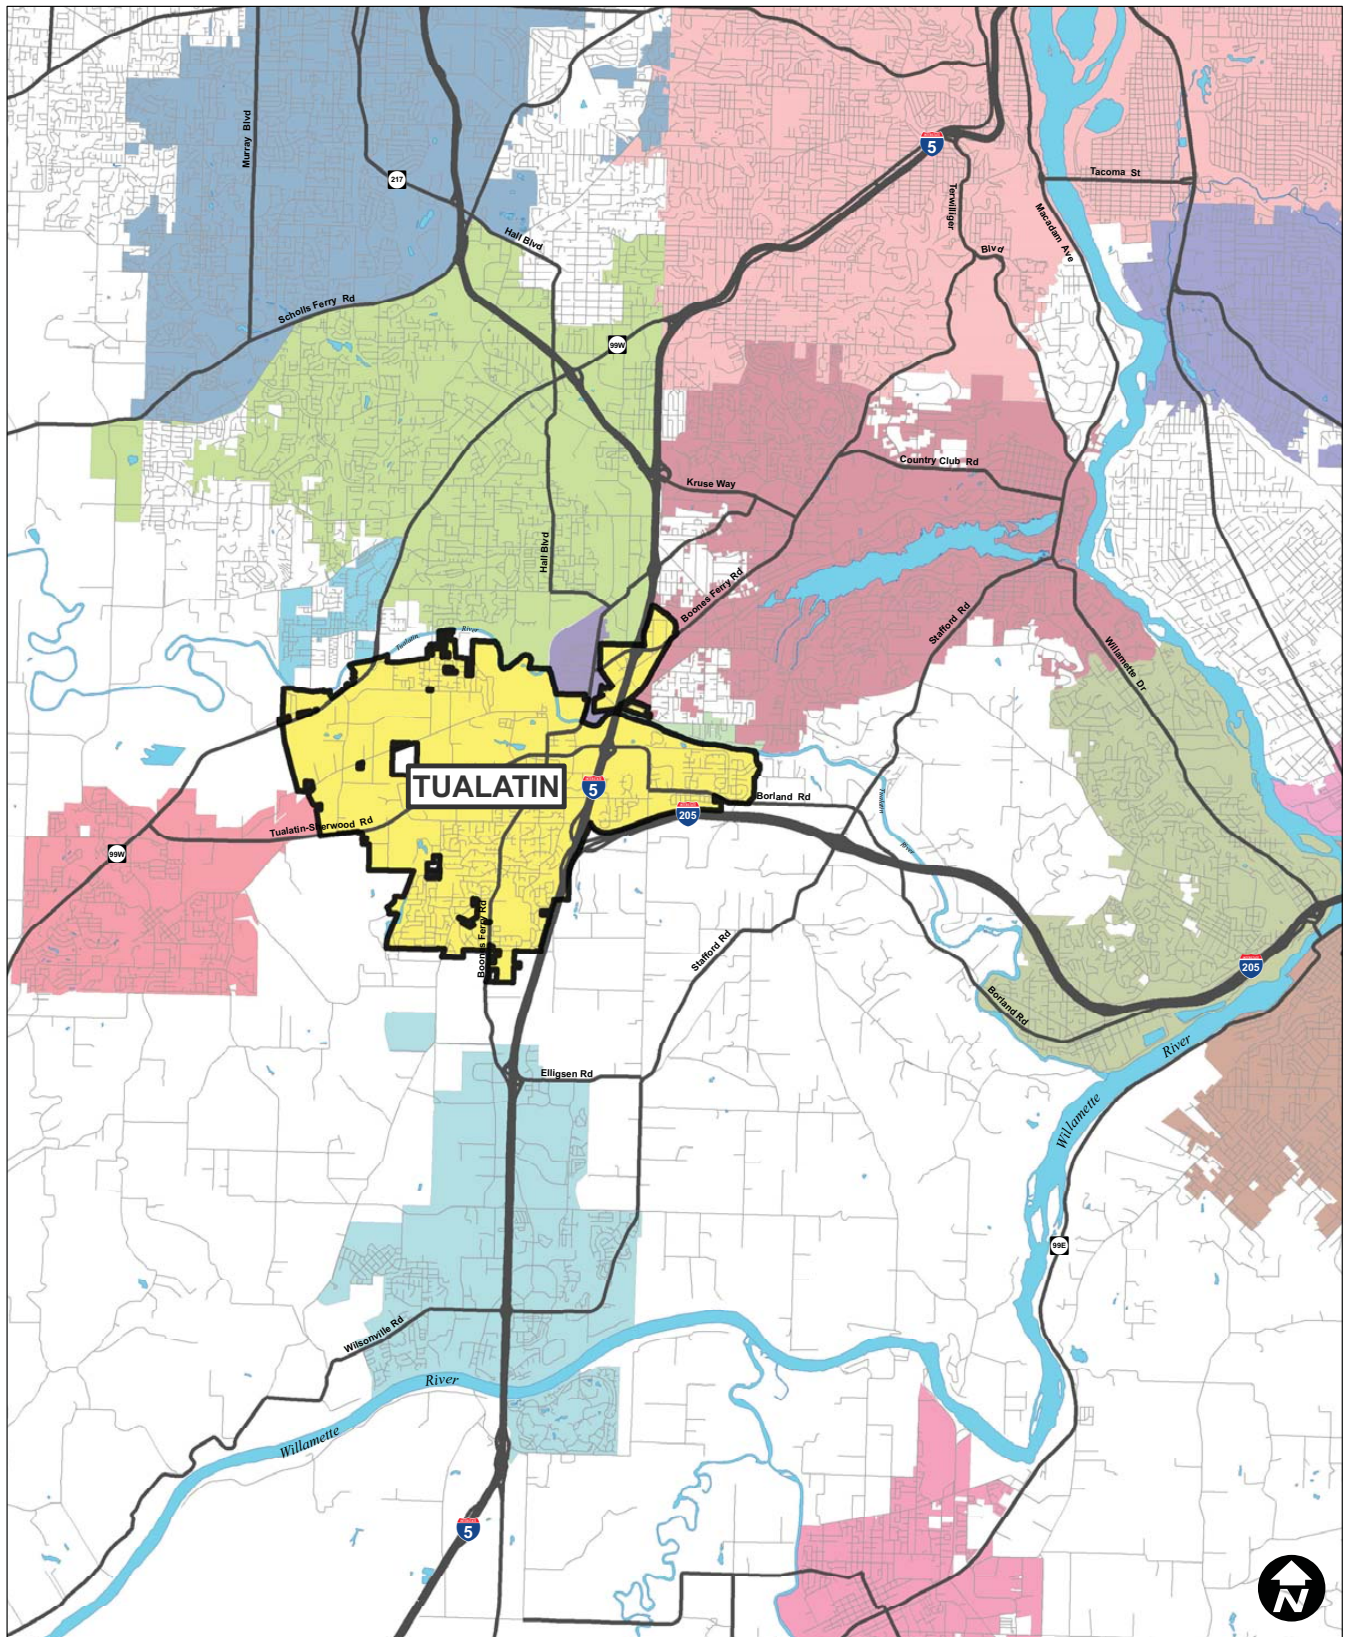 5
Murray Blvd
Tacoma St
217
Terwilliger
Macadam Ave
Hall Blvd
Blvd
Scholls Ferry Rd
99W
Country Club Rd
Kruse Way
Hall Blvd
Boones Ferry Rd
Stafford Rd
Tualatin
River
Willamette Dr
TUALATIN
5
Borland Rd
Tualatin
205
Tualatin-Sherwood Rd
River
99W
Boones Ferry Rd
Stafford Rd
205
Borland Rd
River
Elligsen Rd
Willamette
99E
Wilsonville Rd
River
Willamette
5
N